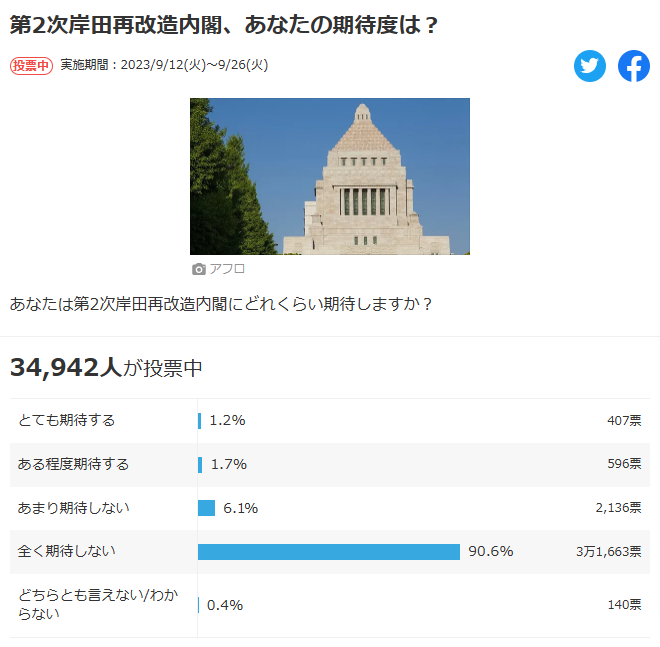 第2次岸田再改造内閣、あなたの期待度は？
投票中 実施期間：2023/9/12(火)～9/26(火)
アフロ
あなたは第2次岸田再改造内閣にどれくらい期待しますか？
34,942人が投票中
とても期待する 1.2% 407票
ある程度期待する 1.7% 596票
あまり期待しない 6.1% 2,136票
全く期待しない 90.6% 3万1,663票
どちらとも言えない/わか
らない 0.4% 140票